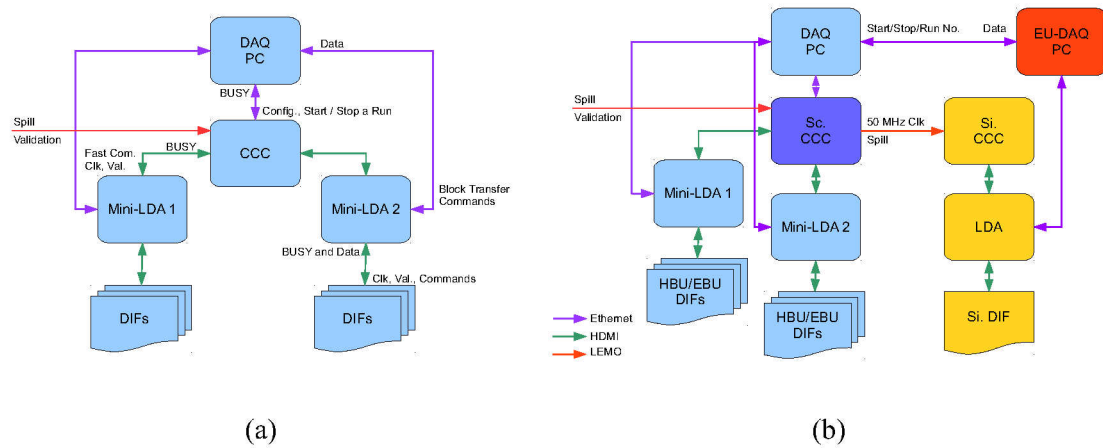 DAQ
PC
Data
BUSY
Config., Start / Stop a Run
Spill
Validation
BUSY
CCC
Fast Com.
Clk, Val.
Mini-LDA 1
Mini-LDA 2
Block Transfer
Commands
BUSY and Data
Clk, Val., Commands
DIFs
DIFs
(a)
DAQ
PC
Start/Stop/Run No.
Data
EU-DAQ
PC
Spill
Validation
Sc.
CCC
50 MHz Clk
Spill
Si.
CCC
Mini-LDA 1
Mini-LDA 2
LDA
HBU/EBU
DIFs
HBU/EBU
DIFs
Si. DIF
Ethernet
HDMI
LEMO
(b)